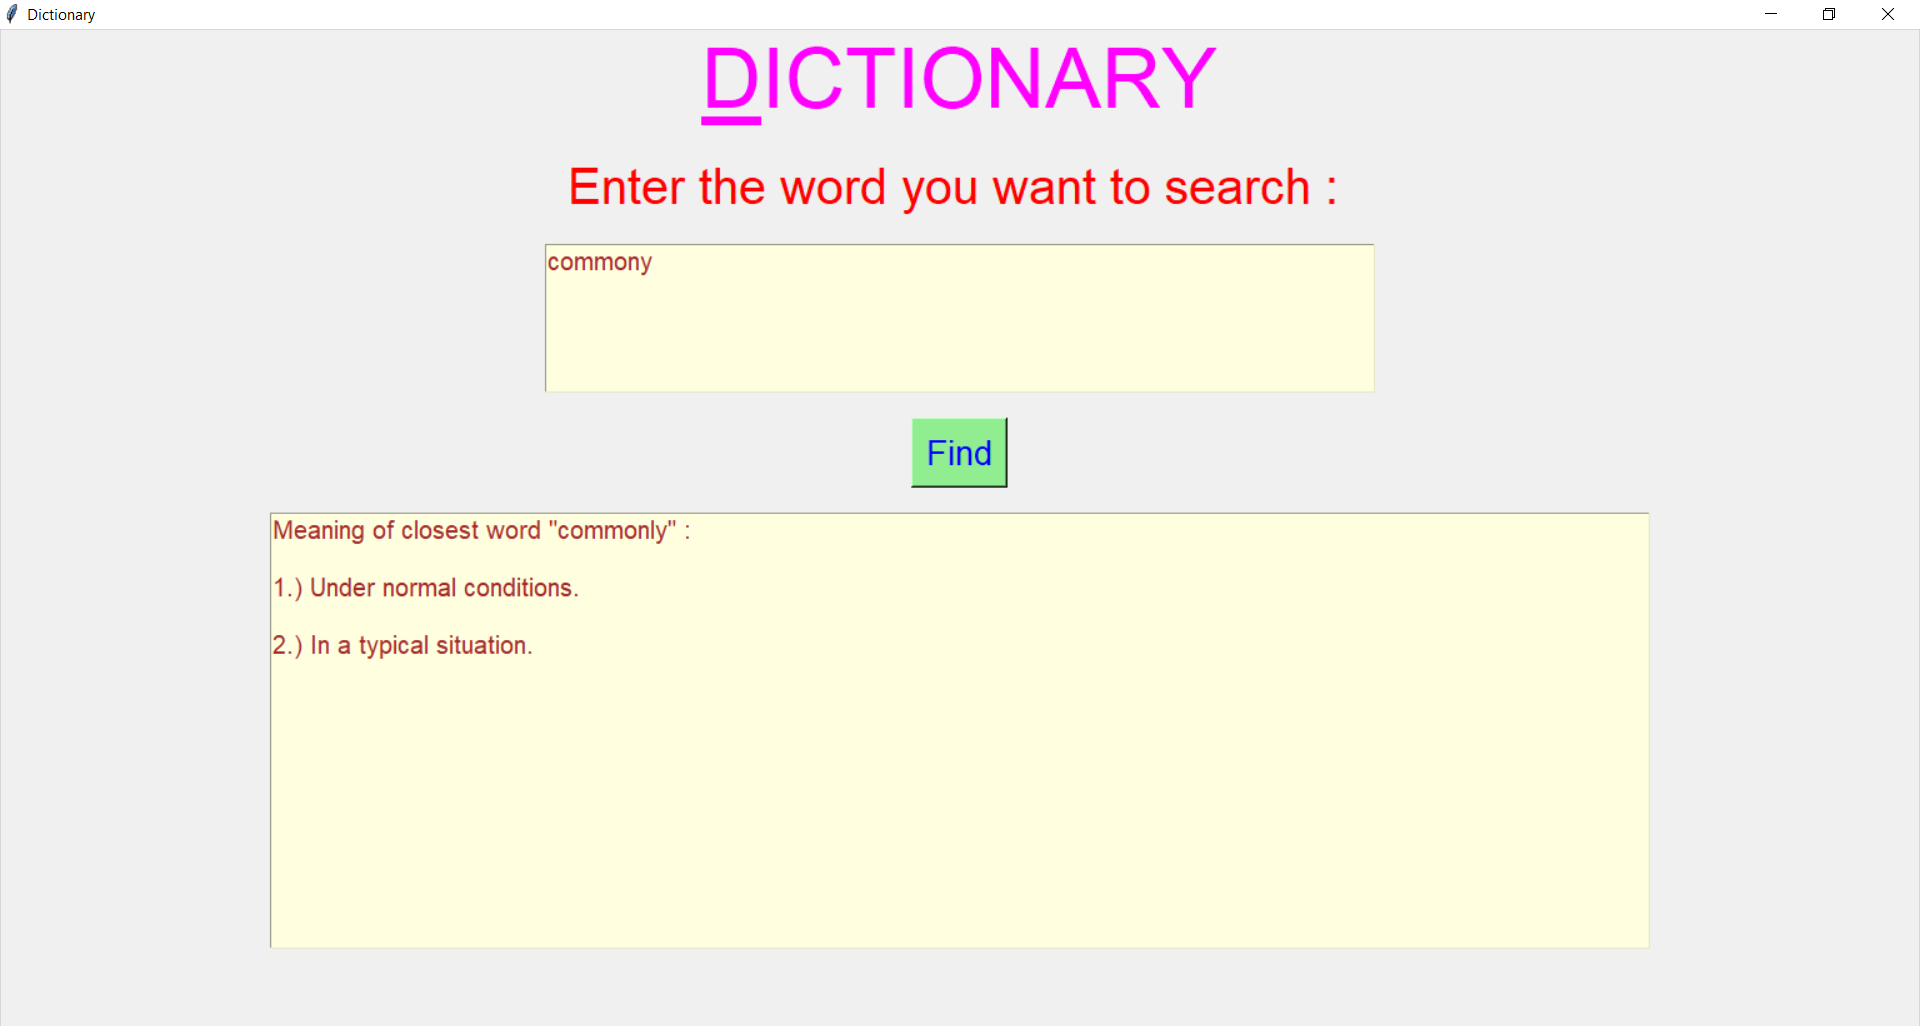 Dictionary
DICTIONARY
Enter the word you want to search :
commony
Find
Meaning of closest word "commonly" :
1.) Under normal conditions.
2.) In a typical situation.